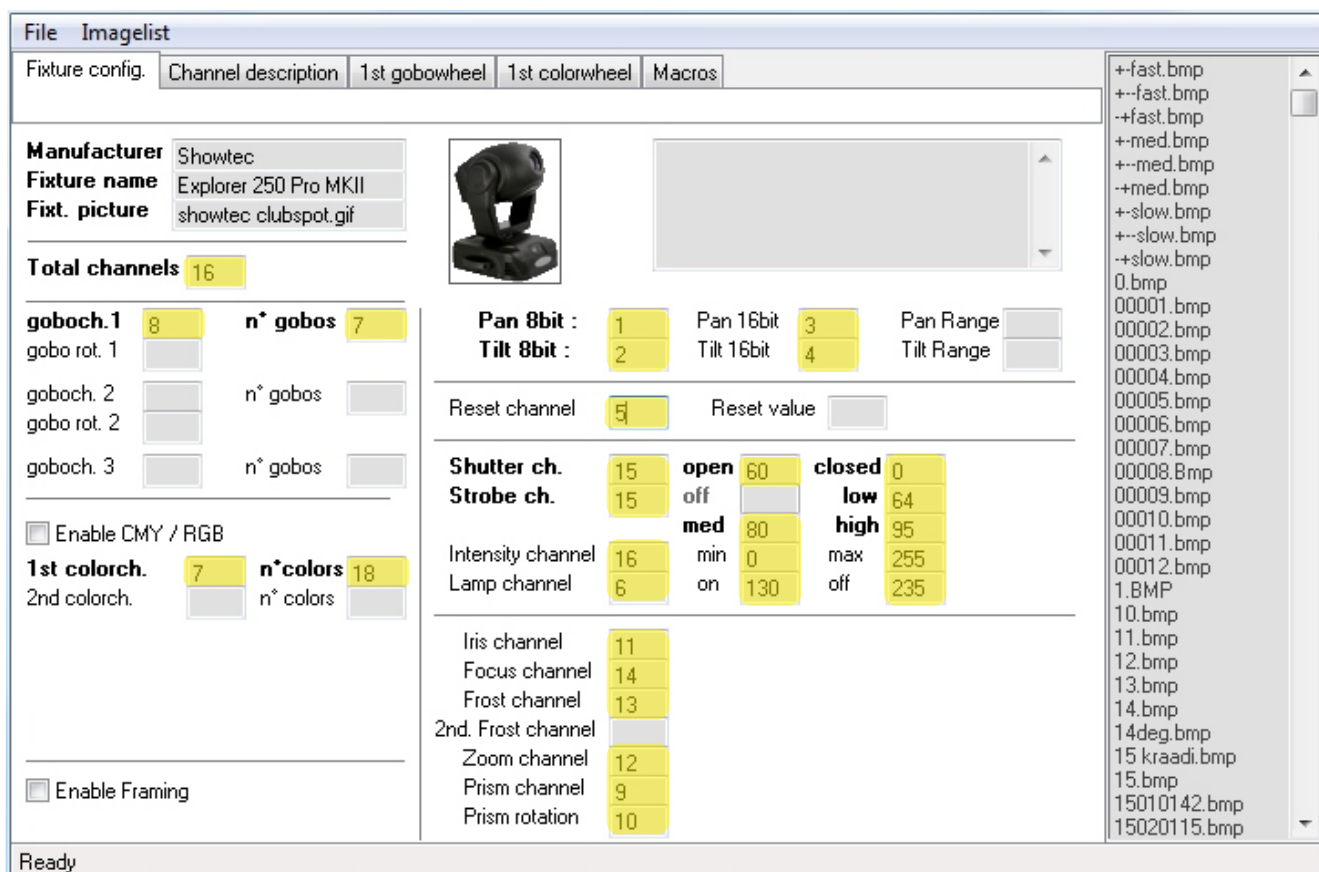 File Imagelist
Fixture config. Channel description 1st gobowheel 1st colorwheel Macros
Manufacturer Showtec
Fixture name Explorer 250 Pro MKII
Fixt. picture showtec clubspot.gif
Total channels 16
goboch.1 8 n° gobos 7
gobo rot. 1
goboch. 2 n° gobos
gobo rot. 2
goboch. 3 n° gobos
Enable CMY / RGB
1st colorch. 7 n°colors 18
2nd colorch. n° colors
Enable Framing
Pan 8bit : 1 Pan 16bit 3 Pan Range
Tilt 8bit : 2 Tilt 16bit 4 Tilt Range
Reset channel 5 Reset value
Shutter ch. 15 open 60 closed 0
Strobe ch. 15 off low 64
med 80 high 95
Intensity channel 16 min 0 max 255
Lamp channel 6 on 130 off 235
Iris channel 11
Focus channel 14
Frost channel 13
2nd. Frost channel
Zoom channel 12
Prism channel 9
Prism rotation 10
+-fast.bmp
+--fast.bmp
-+fast.bmp
+-med.bmp
+--med.bmp
-+med.bmp
+-slow.bmp
+--slow.bmp
-+slow.bmp
0.bmp
00001.bmp
00002.bmp
00003.bmp
00004.bmp
00005.bmp
00006.bmp
00007.bmp
00008.Bmp
00009.bmp
00010.bmp
00011.bmp
00012.bmp
1.BMP
10.bmp
11.bmp
12.bmp
13.bmp
14.bmp
14deg.bmp
15 kraadi.bmp
15.bmp
15010142.bmp
15020115.bmp
Ready